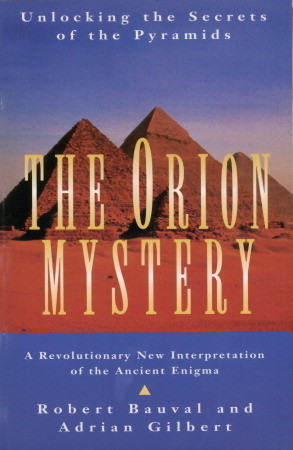 Unlocking the Secrets
of the Pyramids
THE ORION
MYSTERY
A Revolutionary New Interpretation
of the Ancient Enigma
Robert Bauval and
Adrian Gilbert